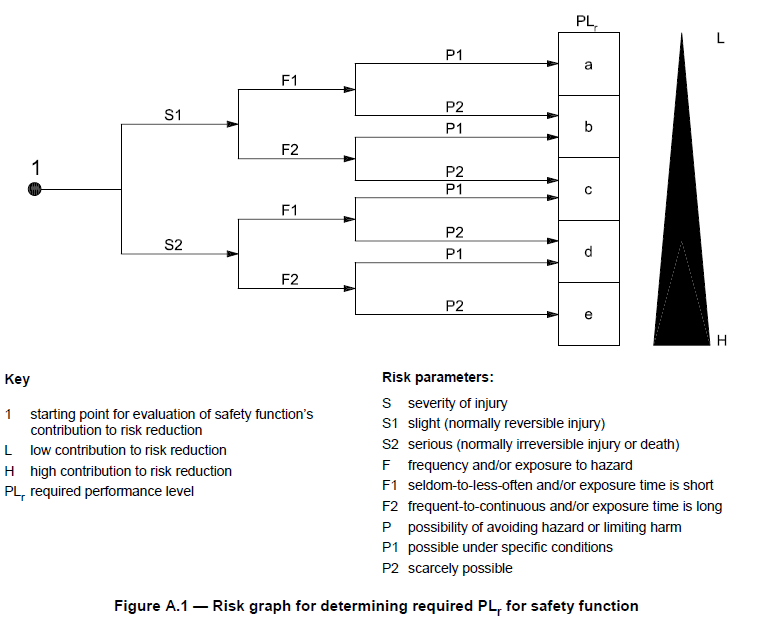 PLr
L
P1
a
F1
P2
S1
P1
b
F2
1
P2
P1
c
F1
P2
S2
P1
d
F2
P2
e
H
Key
1 starting point for evaluation of safety function's
contribution to risk reduction
L low contribution to risk reduction
H high contribution to risk reduction
PLr required performance level
Risk parameters:
S severity of injury
S1 slight (normally reversible injury)
S2 serious (normally irreversible injury or death)
F frequency and/or exposure to hazard
F1 seldom-to-less-often and/or exposure time is short
F2 frequent-to-continuous and/or exposure time is long
P possibility of avoiding hazard or limiting harm
P1 possible under specific conditions
P2 scarcely possible
Figure A.1 — Risk graph for determining required PLr for safety function